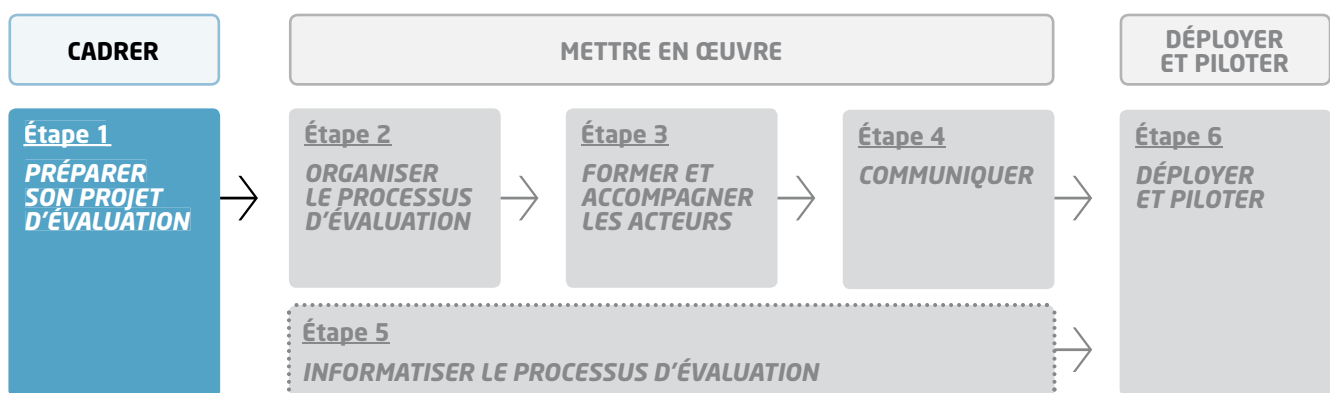 CADRER
METTRE EN ŒUVRE
DÉPLOYER
ET PILOTER
Étape 1
PRÉPARER
SON PROJET
D'ÉVALUATION
Étape 2
ORGANISER
LE PROCESSUS
D'ÉVALUATION
Étape 3
FORMER ET
ACCOMPAGNER
LES ACTEURS
Étape 4
COMMUNIQUER
Étape 5
INFORMATISER LE PROCESSUS D'ÉVALUATION
Étape 6
DÉPLOYER
ET PILOTER